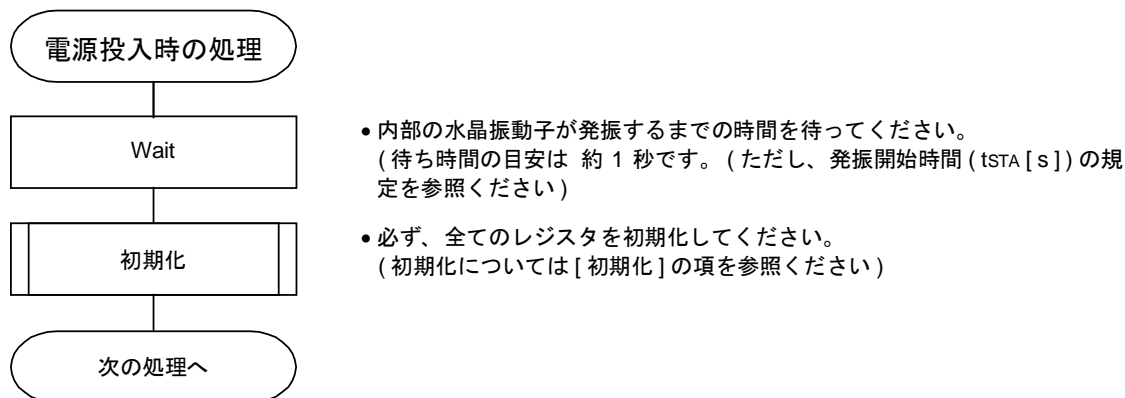 電源投入時の処理
Wait
• 内部の水晶振動子が発振するまでの時間を待ってください。
( 待ち時間の目安は 約 1 秒です。 ( ただし、発振開始時間 ( tSTA [ s ] ) の規
定を参照ください )
初期化
• 必ず、全てのレジスタを初期化してください。
( 初期化については [ 初期化 ] の項を参照ください )
次の処理へ